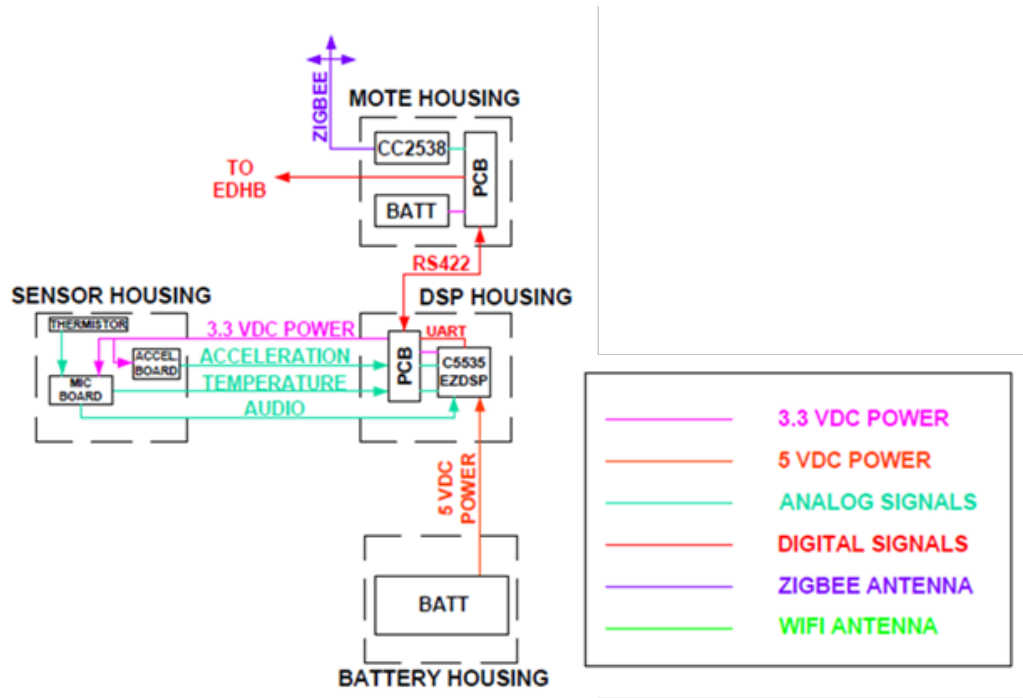 ZIGBEE
MOTE HOUSING
CC2538
PCB
BATT
TO
EDHB
RS422
SENSOR HOUSING
DSP HOUSING
THERMISTOR
3.3 VDC POWER
UART
ACCEL.
BOARD
ACCELERATION
PCB
C5535
EZDSP
MIC
BOARD
TEMPERATURE
AUDIO
5 VDC
POWER
BATT
BATTERY HOUSING
3.3 VDC POWER
5 VDC POWER
ANALOG SIGNALS
DIGITAL SIGNALS
ZIGBEE ANTENNA
WIFI ANTENNA